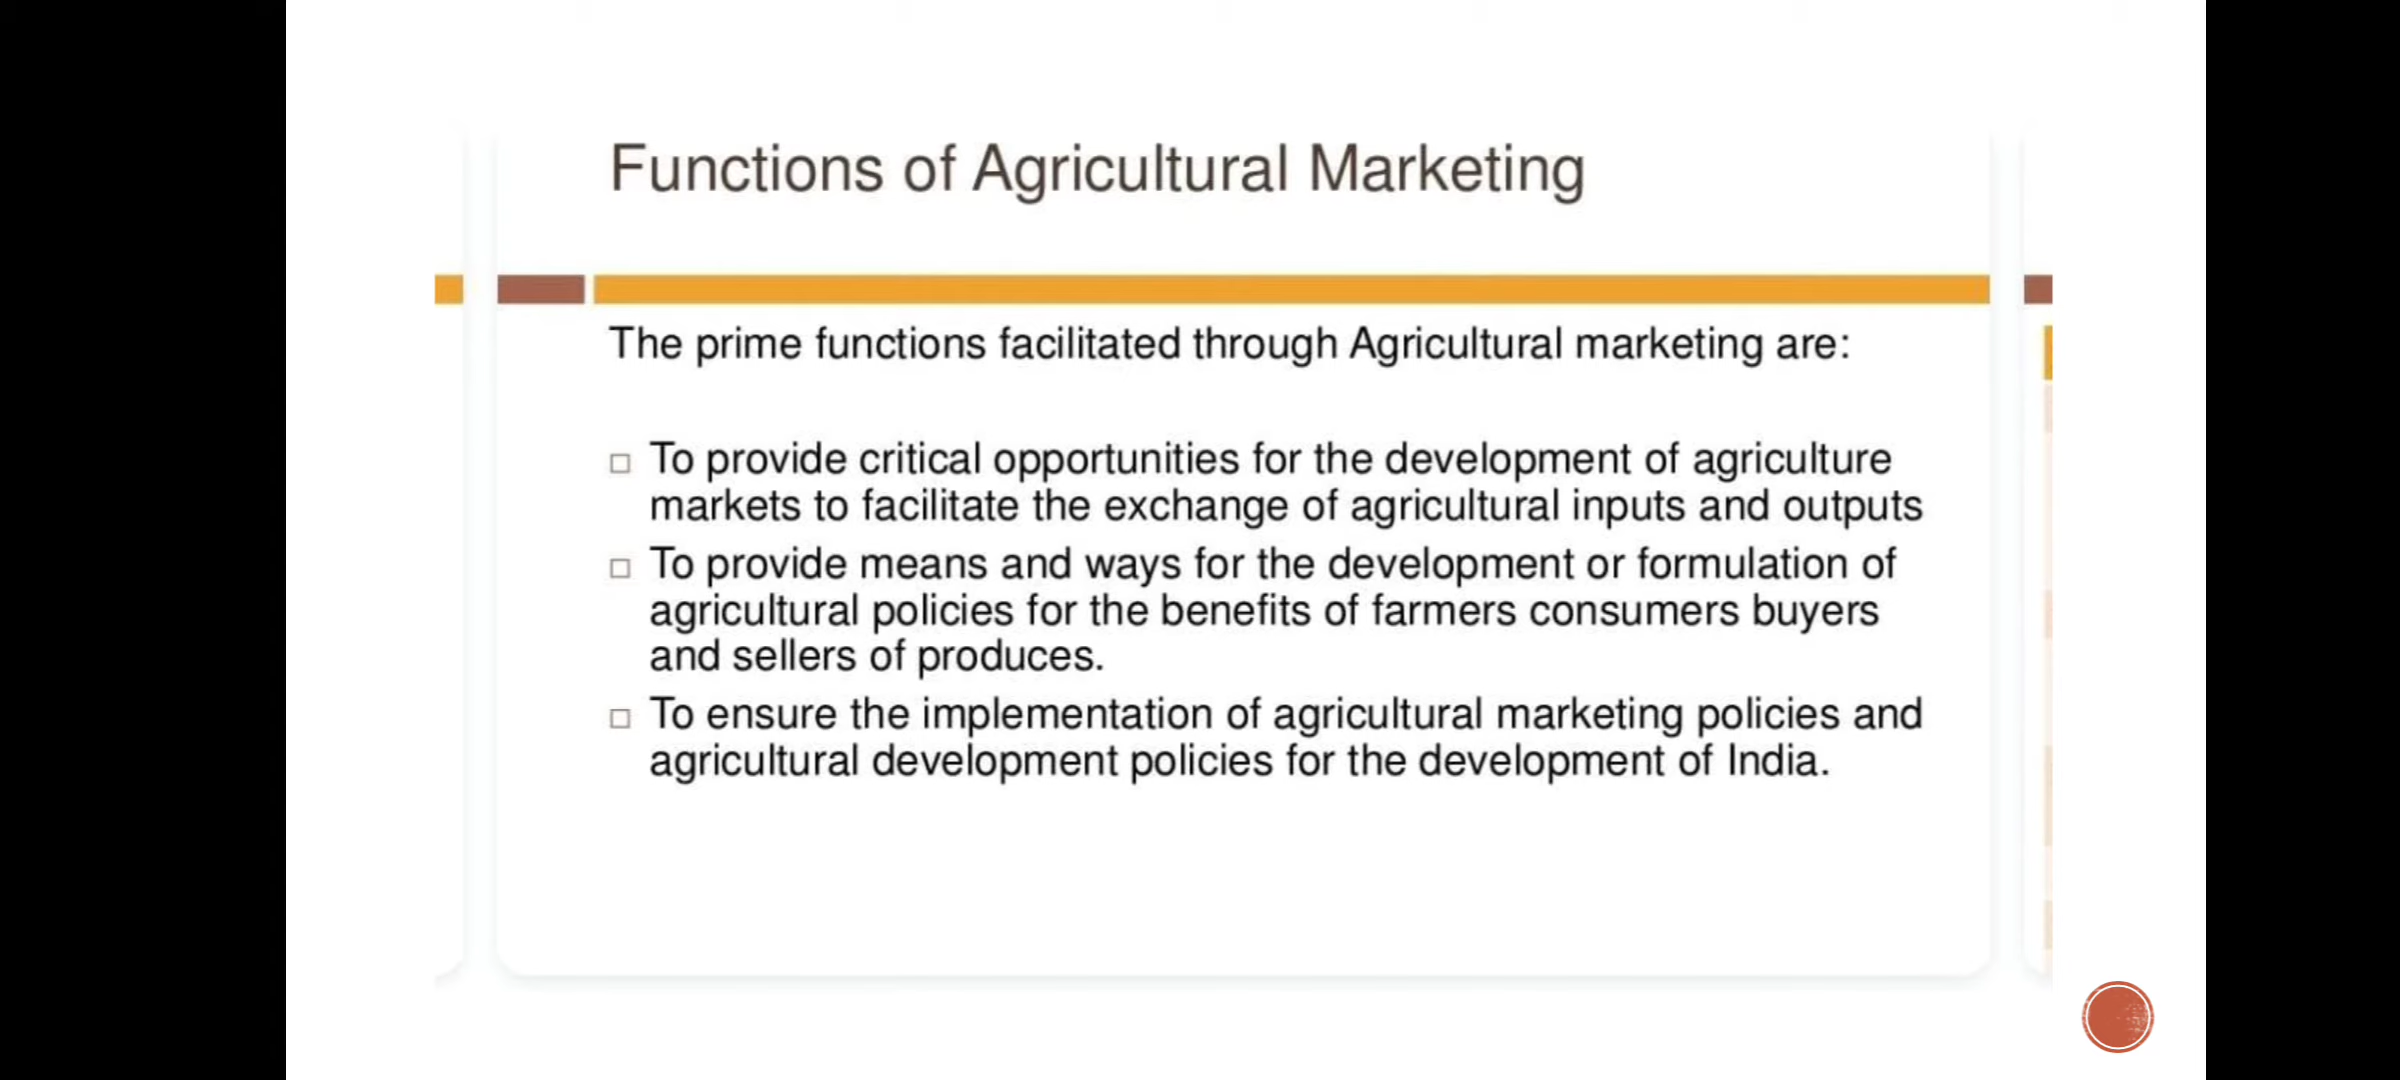 Functions of Agricultural Marketing
The prime functions facilitated through Agricultural marketing are:
To provide critical opportunities for the development of agriculture
markets to facilitate the exchange of agricultural inputs and outputs
To provide means and ways for the development or formulation of
agricultural policies for the benefits of farmers consumers buyers
and sellers of produces.
To ensure the implementation of agricultural marketing policies and
agricultural development policies for the development of India.